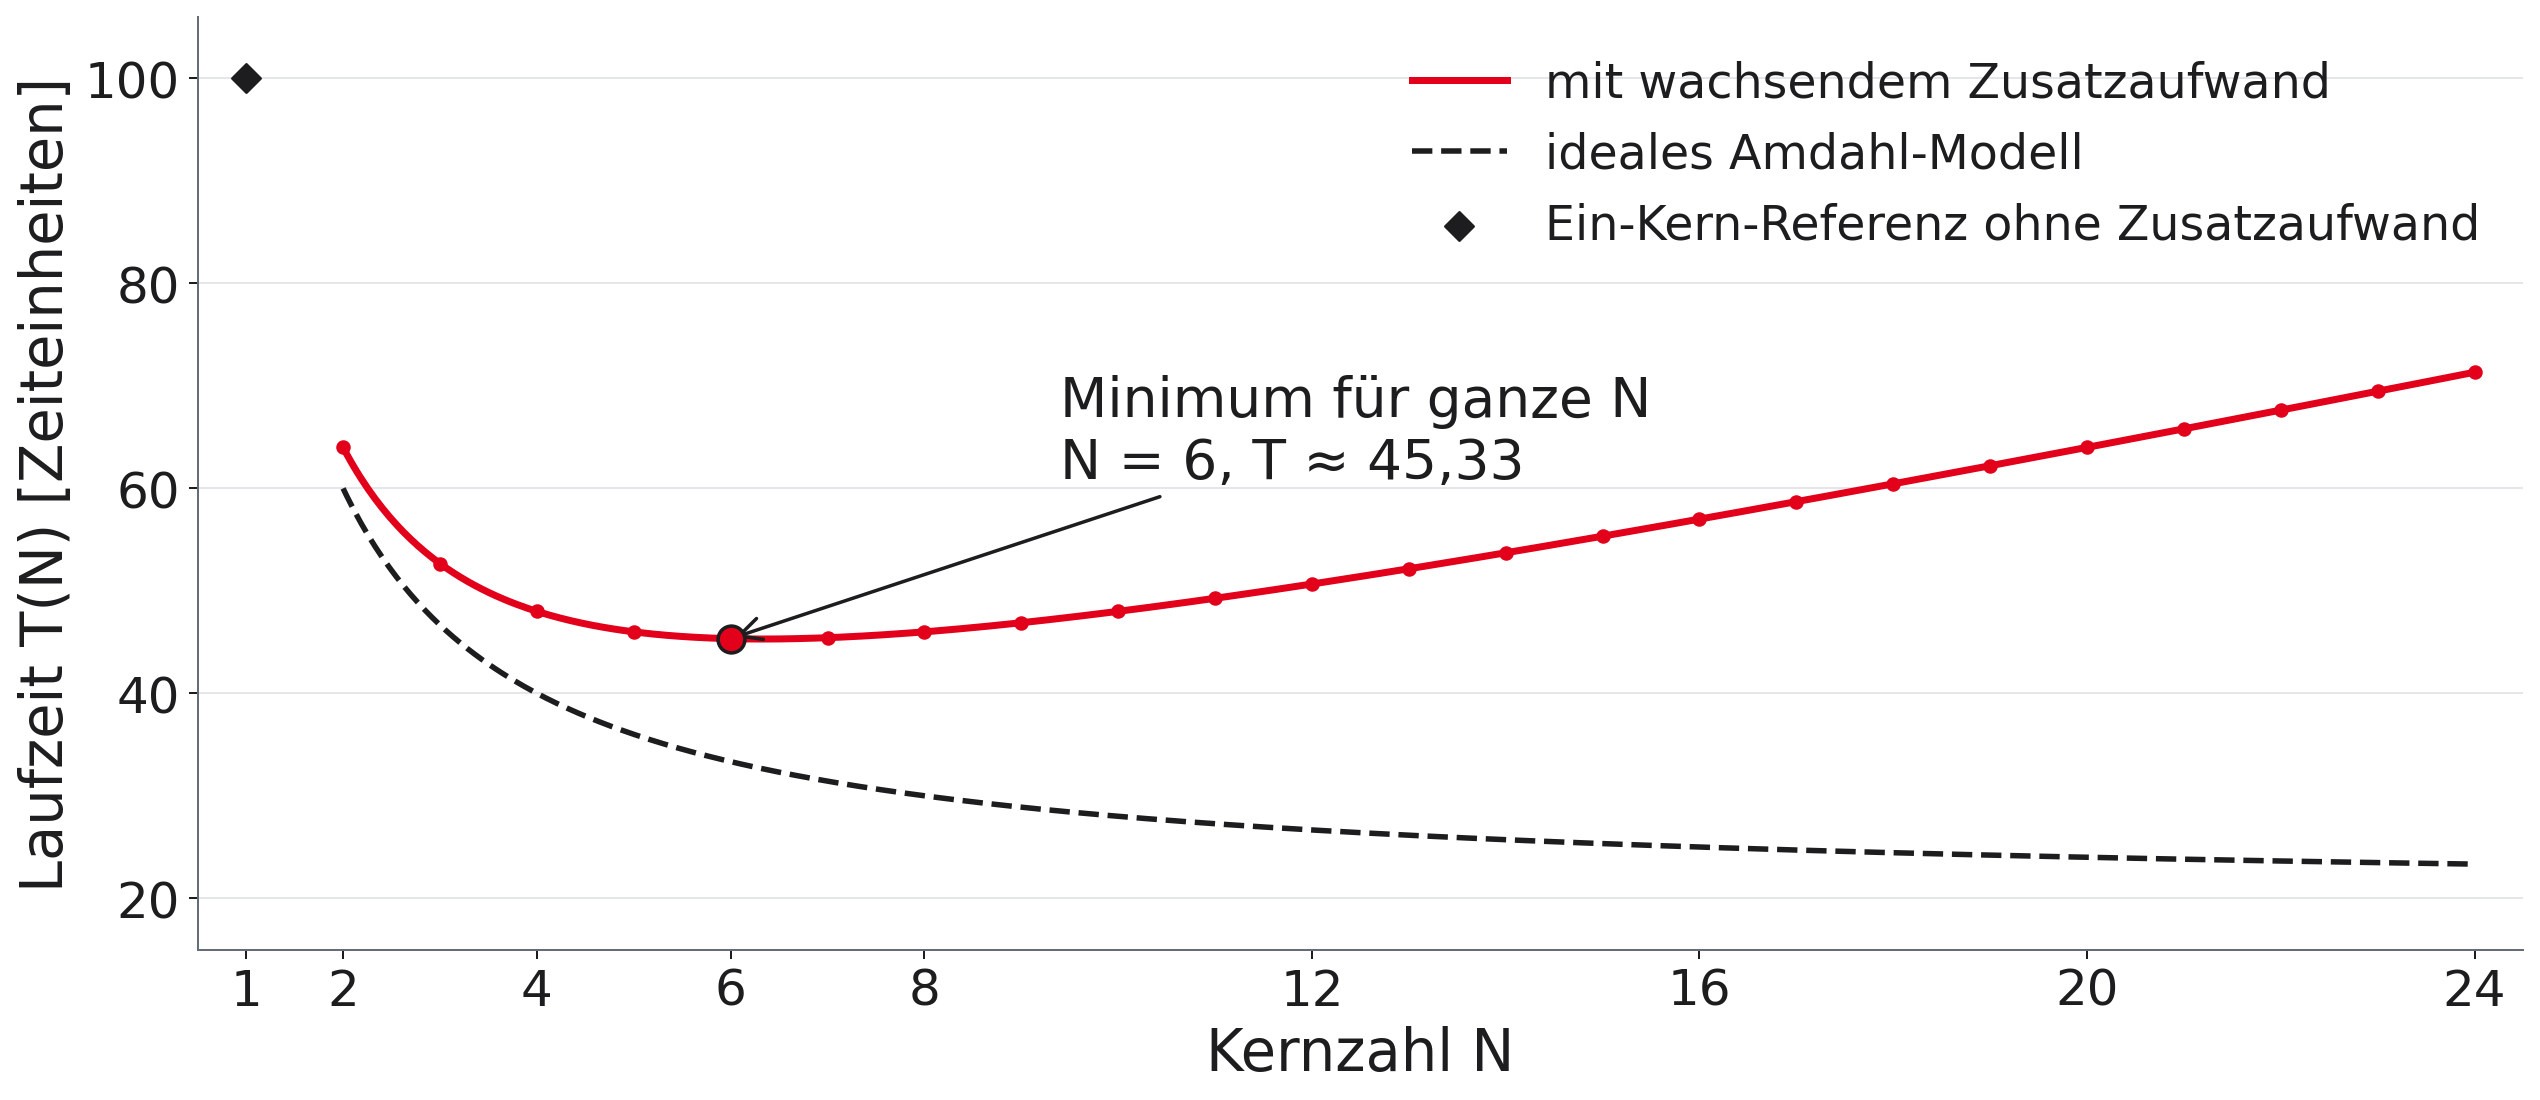 Laufzeit T(N) [Zeiteinheiten]
100
80
60
40
20
mit wachsendem Zusatzaufwand
ideales Amdahl-Modell
Ein-Kern-Referenz ohne Zusatzaufwand
Minimum für ganze N
N = 6, T ≈ 45,33
1 2 4 6 8 12 16 20 24
Kernzahl N